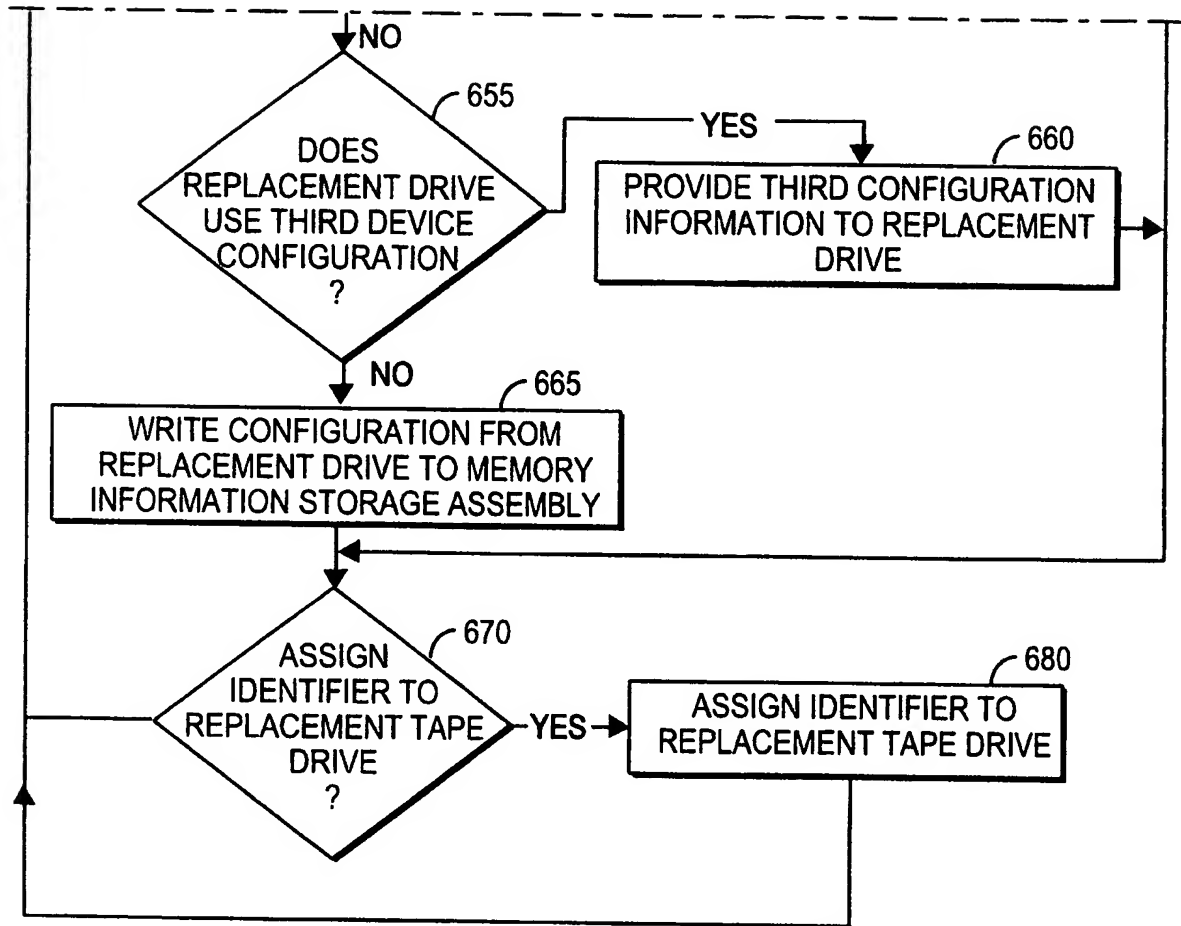 NO
655
DOES
REPLACEMENT DRIVE
USE THIRD DEVICE
CONFIGURATION
?
YES
660
PROVIDE THIRD CONFIGURATION
INFORMATION TO REPLACEMENT
DRIVE
NO
665
WRITE CONFIGURATION FROM
REPLACEMENT DRIVE TO MEMORY
INFORMATION STORAGE ASSEMBLY
670
ASSIGN
IDENTIFIER TO
REPLACEMENT TAPE
DRIVE
?
YES
680
ASSIGN IDENTIFIER TO
REPLACEMENT TAPE DRIVE